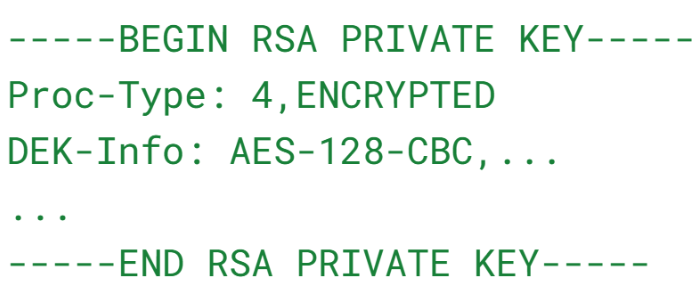 -----BEGIN RSA PRIVATE KEY-----
Proc-Type: 4,ENCRYPTED
DEK-Info: AES-128-CBC,...
...
-----END RSA PRIVATE KEY-----